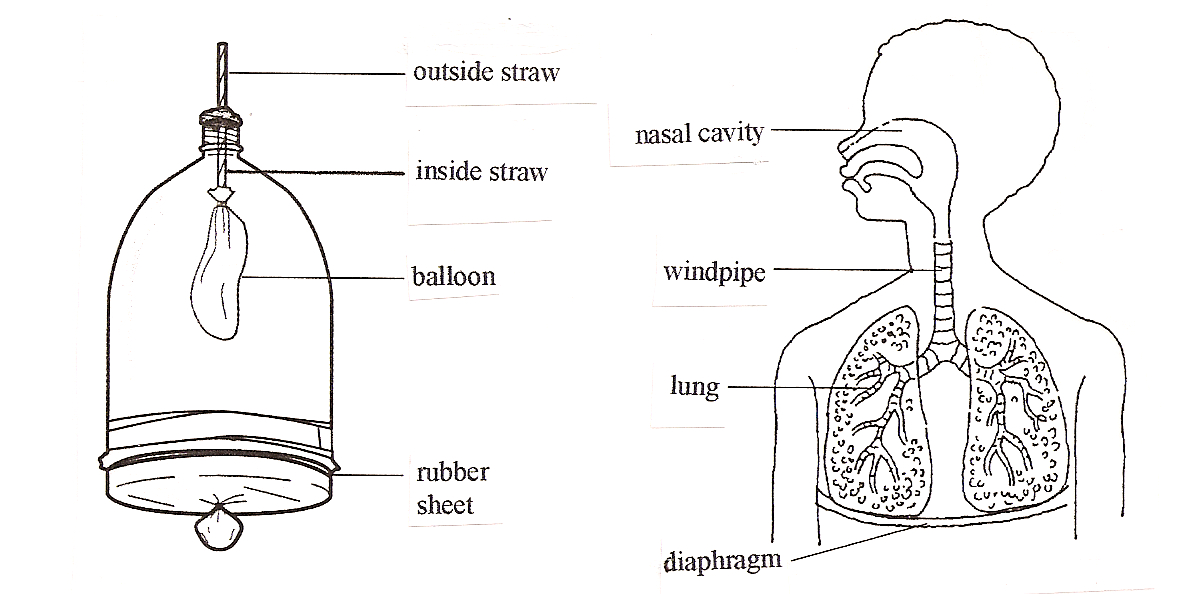 outside straw
inside straw
balloon
rubber
sheet
nasal cavity
windpipe
lung
diaphragm